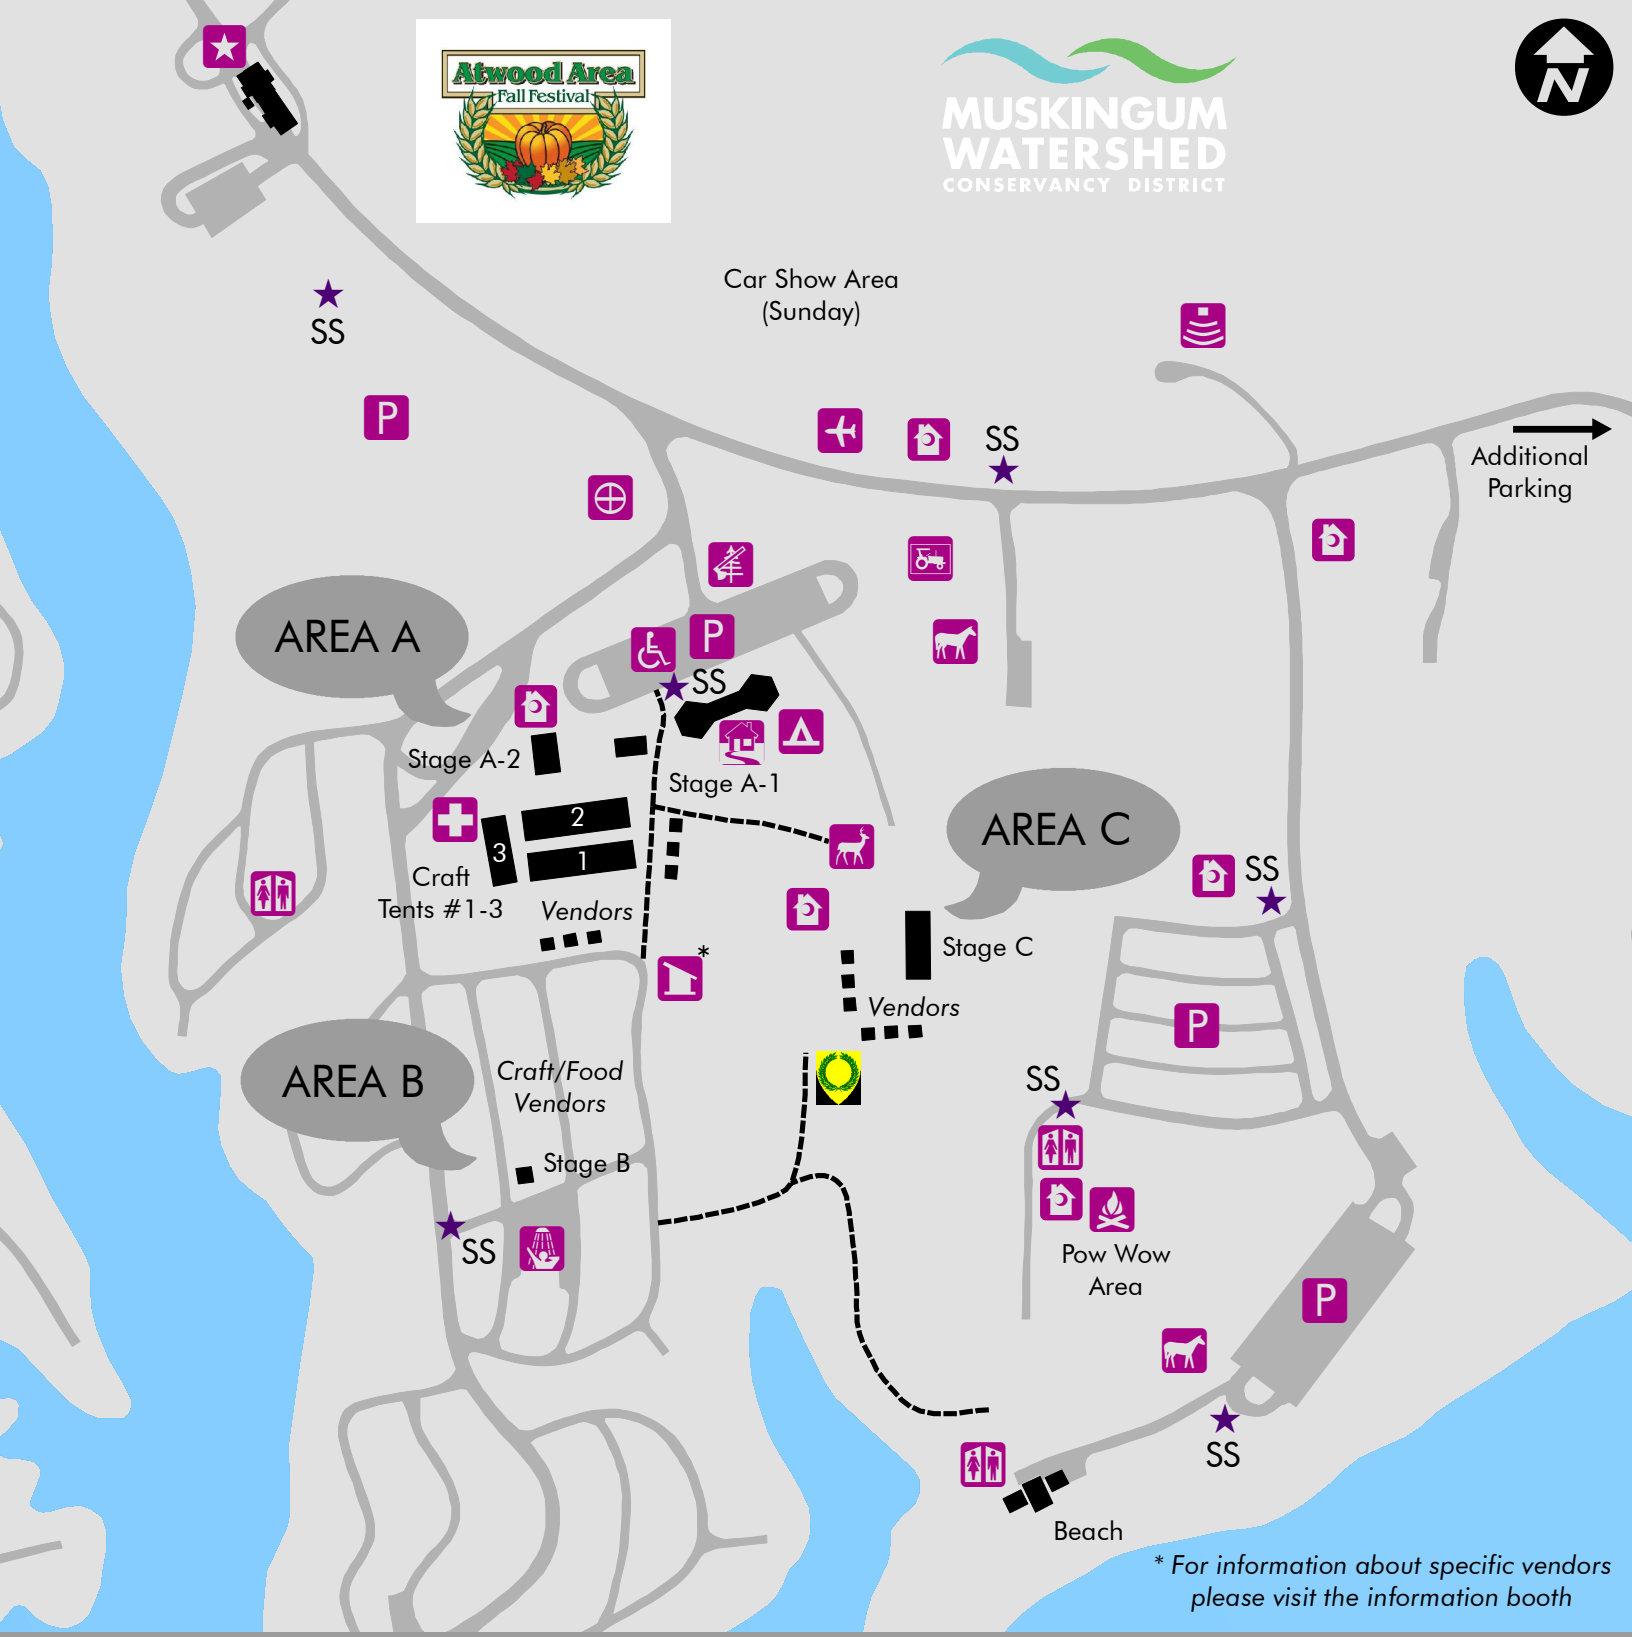 Atwood Area
Fall Festival
MUSKINGUM
WATERSHED
CONSERVANCY DISTRICT
N
Car Show Area
(Sunday)
SS
P
SS
Additional
Parking
AREA A
P
SS
Stage A-2
Stage A-1
2
3
1
Craft
Tents #1-3
Vendors
*
AREA C
SS
Stage C
Vendors
P
AREA B
Craft/Food
Vendors
Stage B
SS
SS
Pow Wow
Area
P
SS
Beach
* For information about specific vendors
please visit the information booth